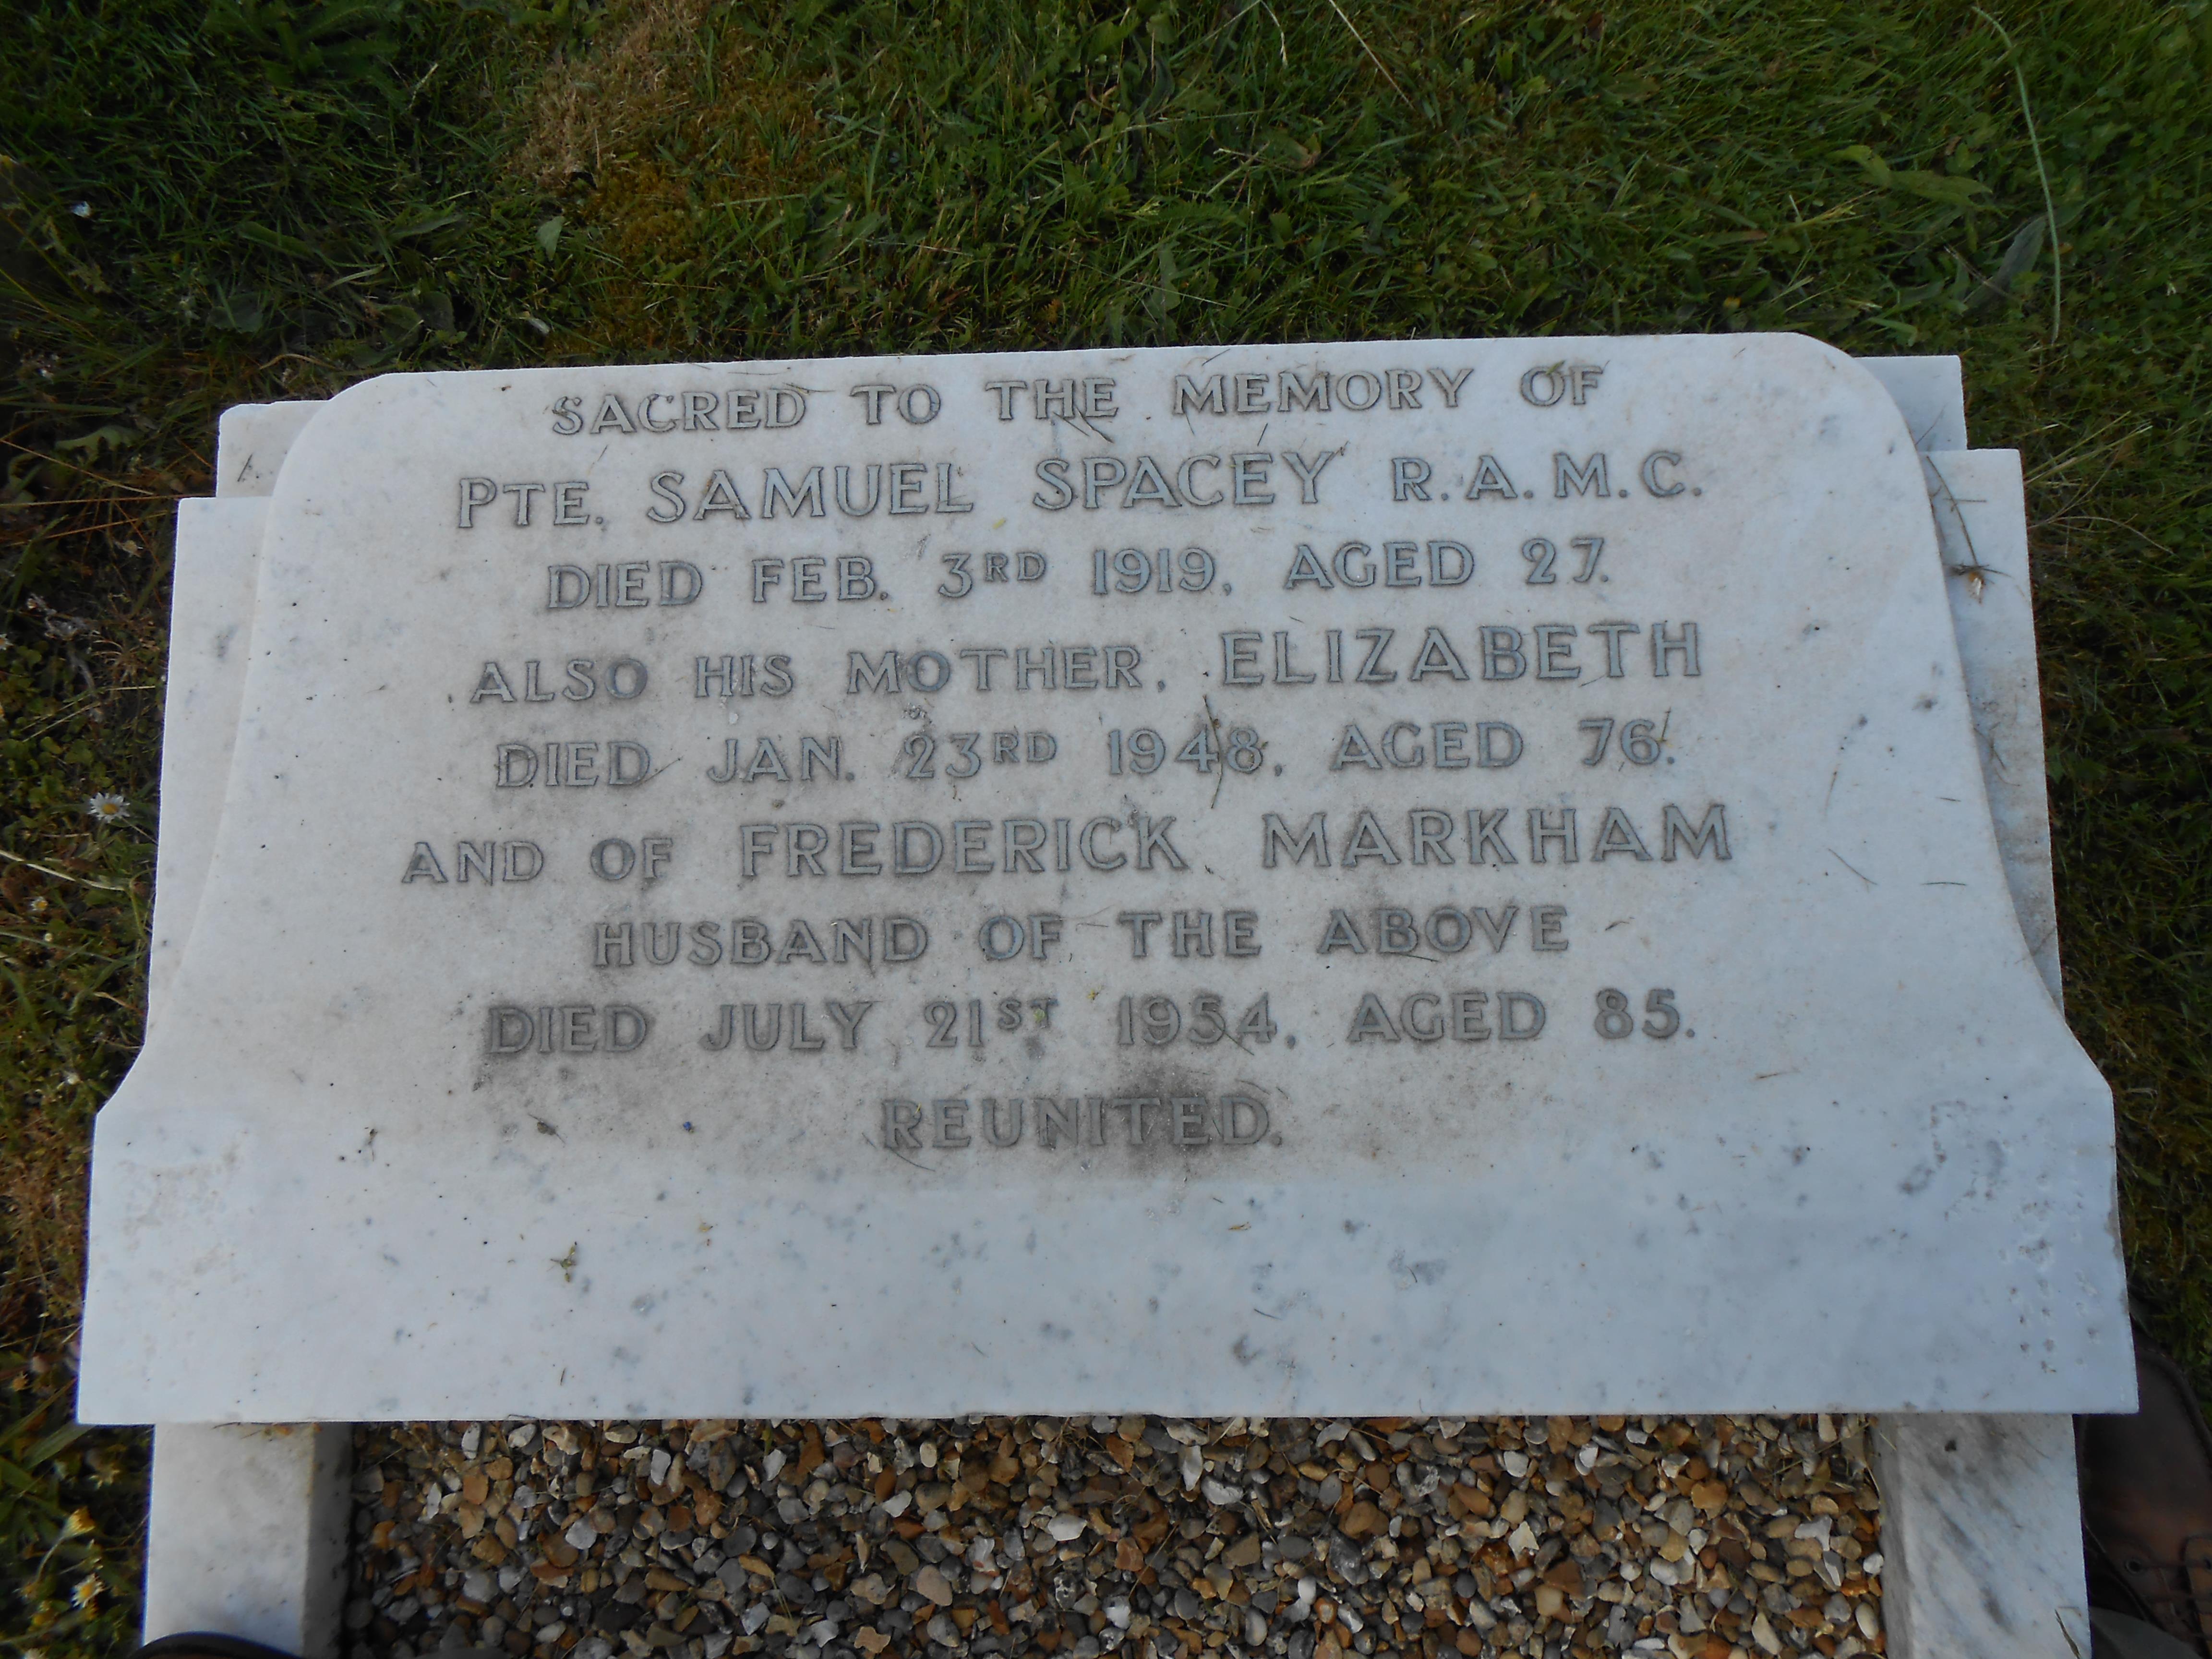 SACRED TO THE MEMORY OF
PTE. SAMUEL SPACEY R.A.M.C.
DIED FEB. 3RD 1919, AGED 27.
ALSO HIS MOTHER, ELIZABETH
DIED JAN. 23RD 1948, AGED 76.
AND OF FREDERICK MARKHAM
HUSBAND OF THE ABOVE
DIED JULY 21ST 1954, AGED 85.
REUNITED.